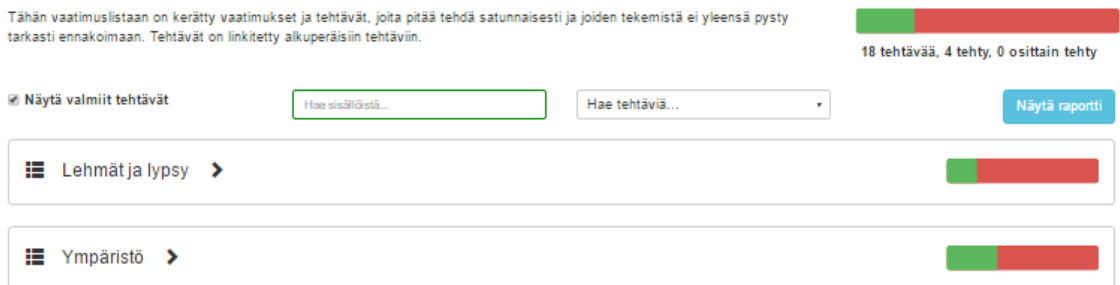 Tähän vaatimuslistaan on kerätty vaatimukset ja tehtävät, joita pitää tehdä satunnaisesti ja joiden tekemistä ei yleensä pysty
tarkasti ennakoimaan. Tehtävät on linkitetty alkuperäisiin tehtäviin.
18 tehtävää, 4 tehty, 0 osittain tehty
Näytä valmiit tehtävät
Hae sisällöistä...
Hae tehtäviä...
Näytä raportti
Lehmät ja lypsy
Ympäristö